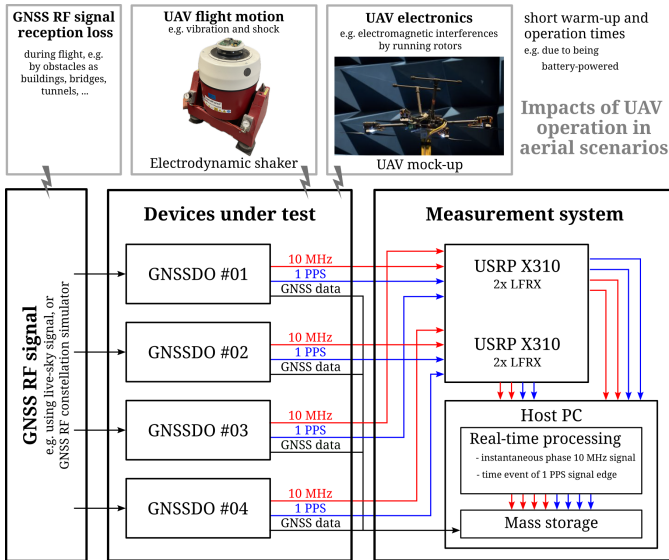 GNSS RF signal
reception loss
during flight, e.g.
by obstacles as
buildings, bridges,
tunnels, ...
UAV flight motion
e.g. vibration and shock
Electrodynamic shaker
UAV electronics
e.g. electromagnetic interferences
by running rotors
UAV mock-up
short warm-up and
operation times
e.g. due to being
battery-powered
Impacts of UAV
operation in
aerial scenarios
GNSS RF signal
e.g. using live-sky signal, or
GNSS RF constellation simulator
Devices under test
GNSSDO #01
10 MHz
1 PPS
GNSS data
GNSSDO #02
10 MHz
1 PPS
GNSS data
GNSSDO #03
10 MHz
1 PPS
GNSS data
GNSSDO #04
10 MHz
1 PPS
GNSS data
Measurement system
USRP X310
2x LFRX
USRP X310
2x LFRX
Host PC
Real-time processing
- instantaneous phase 10 MHz signal
- time event of 1 PPS signal edge
Mass storage